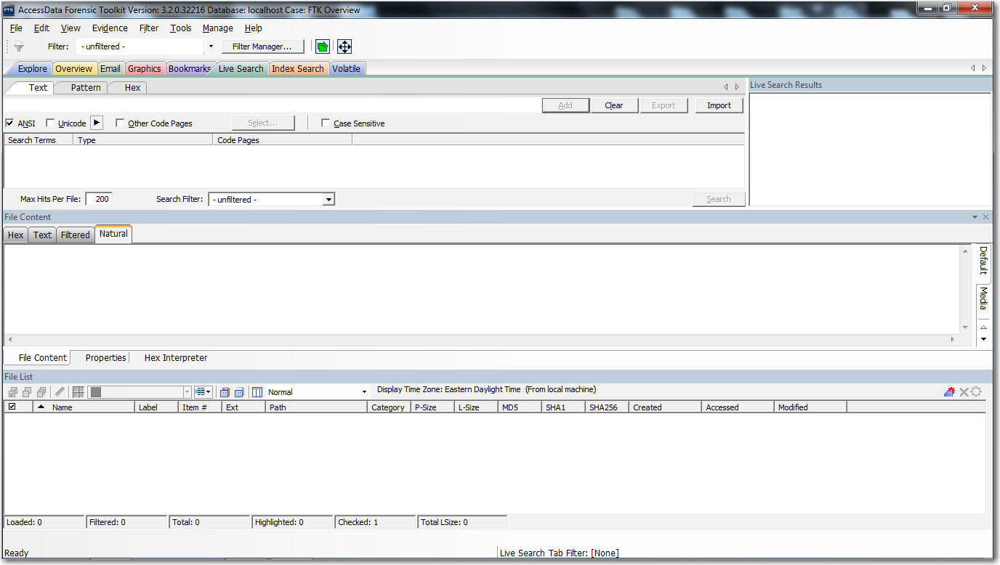 FTK AccessData Forensic Toolkit Version: 3.2.0.32216 Database: localhost Case: FTK Overview
File Edit View Evidence Filter Tools Manage Help
Filter: - unfiltered - Filter Manager...
Explore Overview Email Graphics Bookmarks Live Search Index Search Volatile
Text Pattern Hex
Live Search Results
Add Clear Export Import
ANSI Unicode Other Code Pages Select... Case Sensitive
Search Terms Type Code Pages
Max Hits Per File: 200 Search Filter: - unfiltered - Search
File Content
Hex Text Filtered Natural
Default
Media
File Content Properties Hex Interpreter
File List
Normal Display Time Zone: Eastern Daylight Time (From local machine)
Name Label Item # Ext Path Category P-Size L-Size MD5 SHA1 SHA256 Created Accessed Modified
Loaded: 0 Filtered: 0 Total: 0 Highlighted: 0 Checked: 1 Total LSize: 0
Ready Live Search Tab Filter: [None]